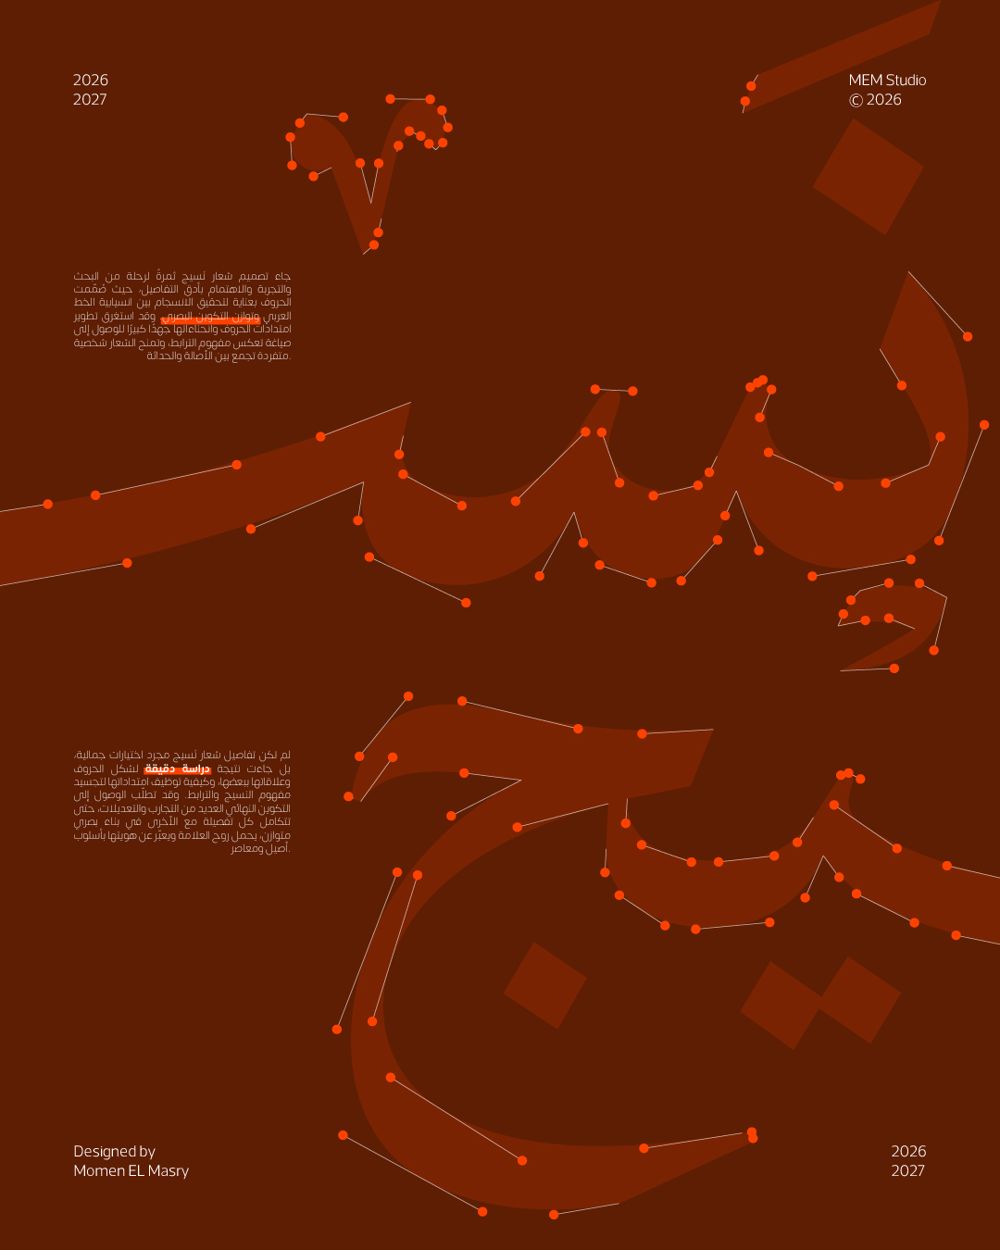 2026
2027
MEM Studio
© 2026
جاء تصميم شعار نَسيج ثمرةً لرحلة من البحث
والتجربة والاهتمام بأدق التفاصيل، حيث صُمّمت
الحروف بعناية لتحقيق الانسجام بين انسيابية الخط
العربي وتوازن التكوين البصري. وقد استغرق تطوير
امتدادات الحروف وانحناءاتها جهدًا كبيرًا للوصول إلى
صياغة تعكس مفهوم الترابط، وتمنح الشعار شخصية
متفردة تجمع بين الأصالة والحداثة.
نسيج
لم تكن تفاصيل شعار نَسيج مجرد اختيارات جمالية،
بل جاءت نتيجة دراسة دقيقة لشكل الحروف
وعلاقاتها ببعضها، وكيفية توظيف امتداداتها لتجسيد
مفهوم النسيج والترابط. وقد تطلّب الوصول إلى
التكوين النهائي العديد من التجارب والتعديلات، حتى
تتكامل كل تفصيلة مع الأخرى في بناء بصري
متوازن، يحمل روح العلامة ويعبّر عن هويتها بأسلوب
أصيل ومعاصر.
Designed by
Momen EL Masry
2026
2027